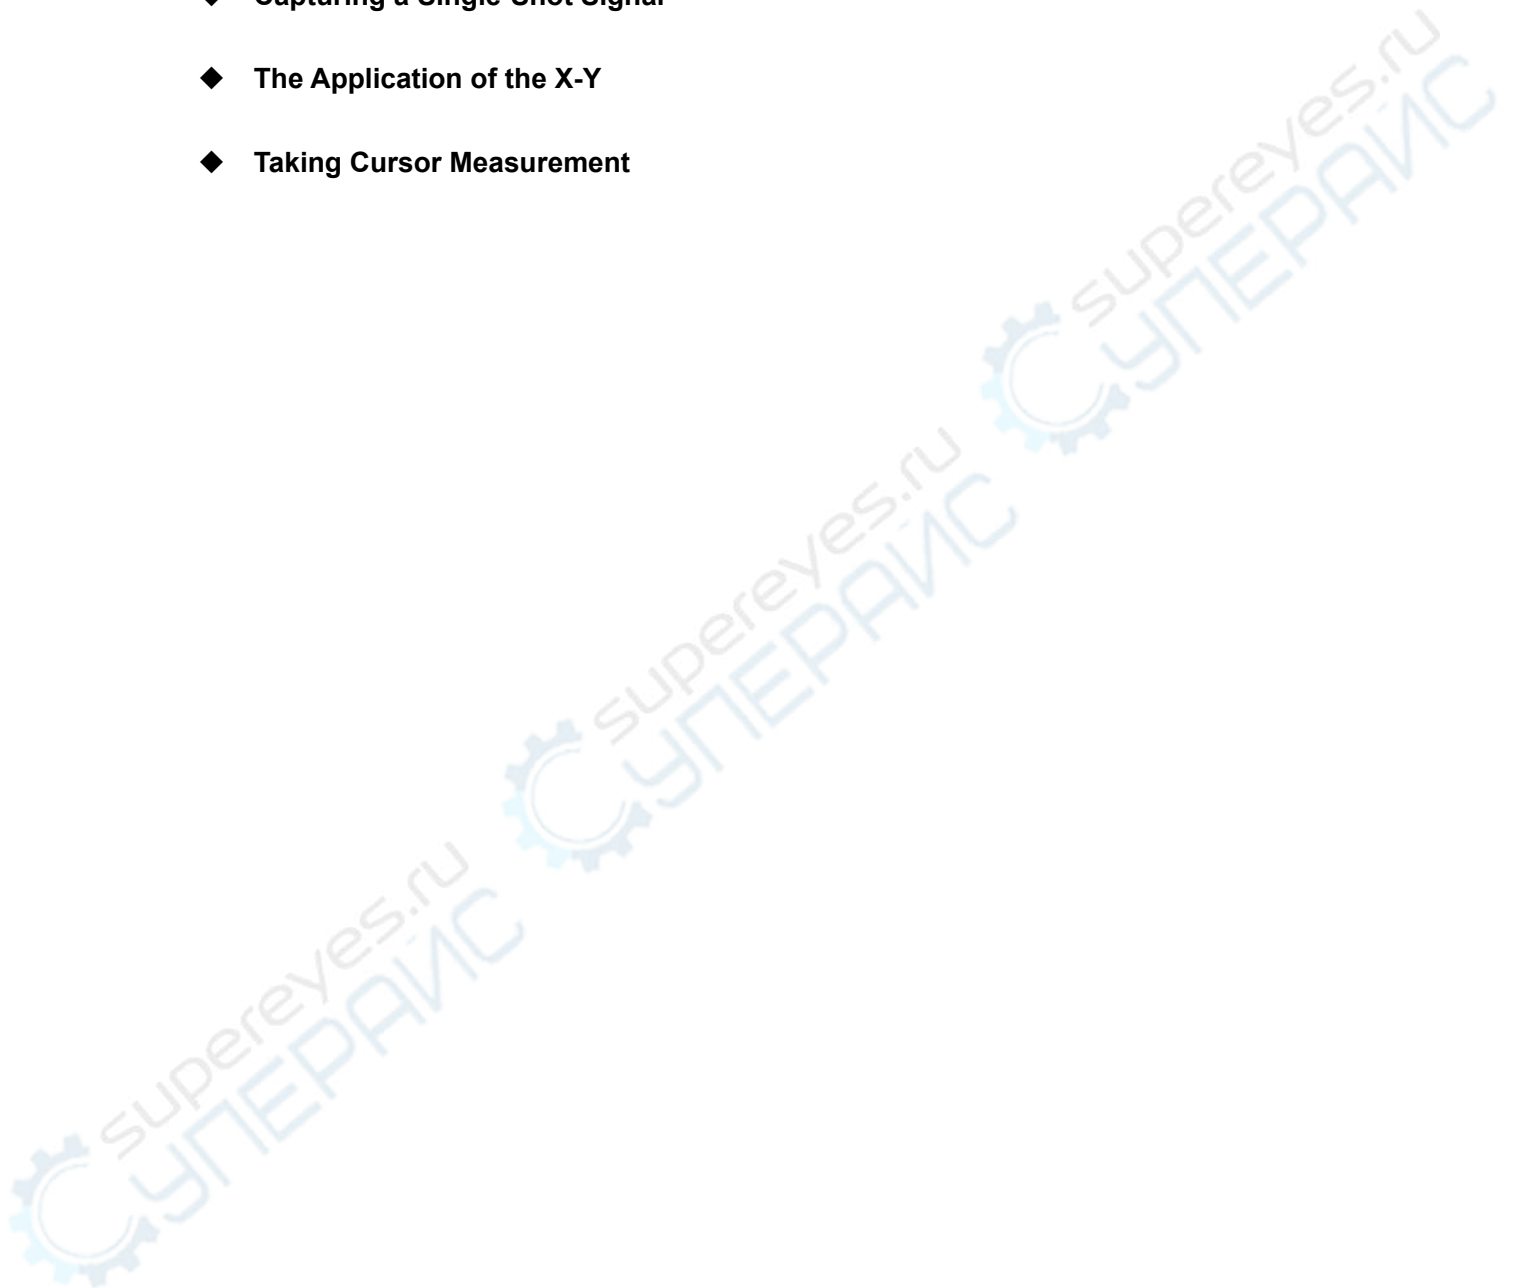 ◆ Capturing a Single-Shot Signal
◆ The Application of the X-Y
◆ Taking Cursor Measurement
supereyes.ru
СУПЕРАЙС
supereyes.ru
СУПЕРАЙС
supereyes.ru
СУПЕРАЙС